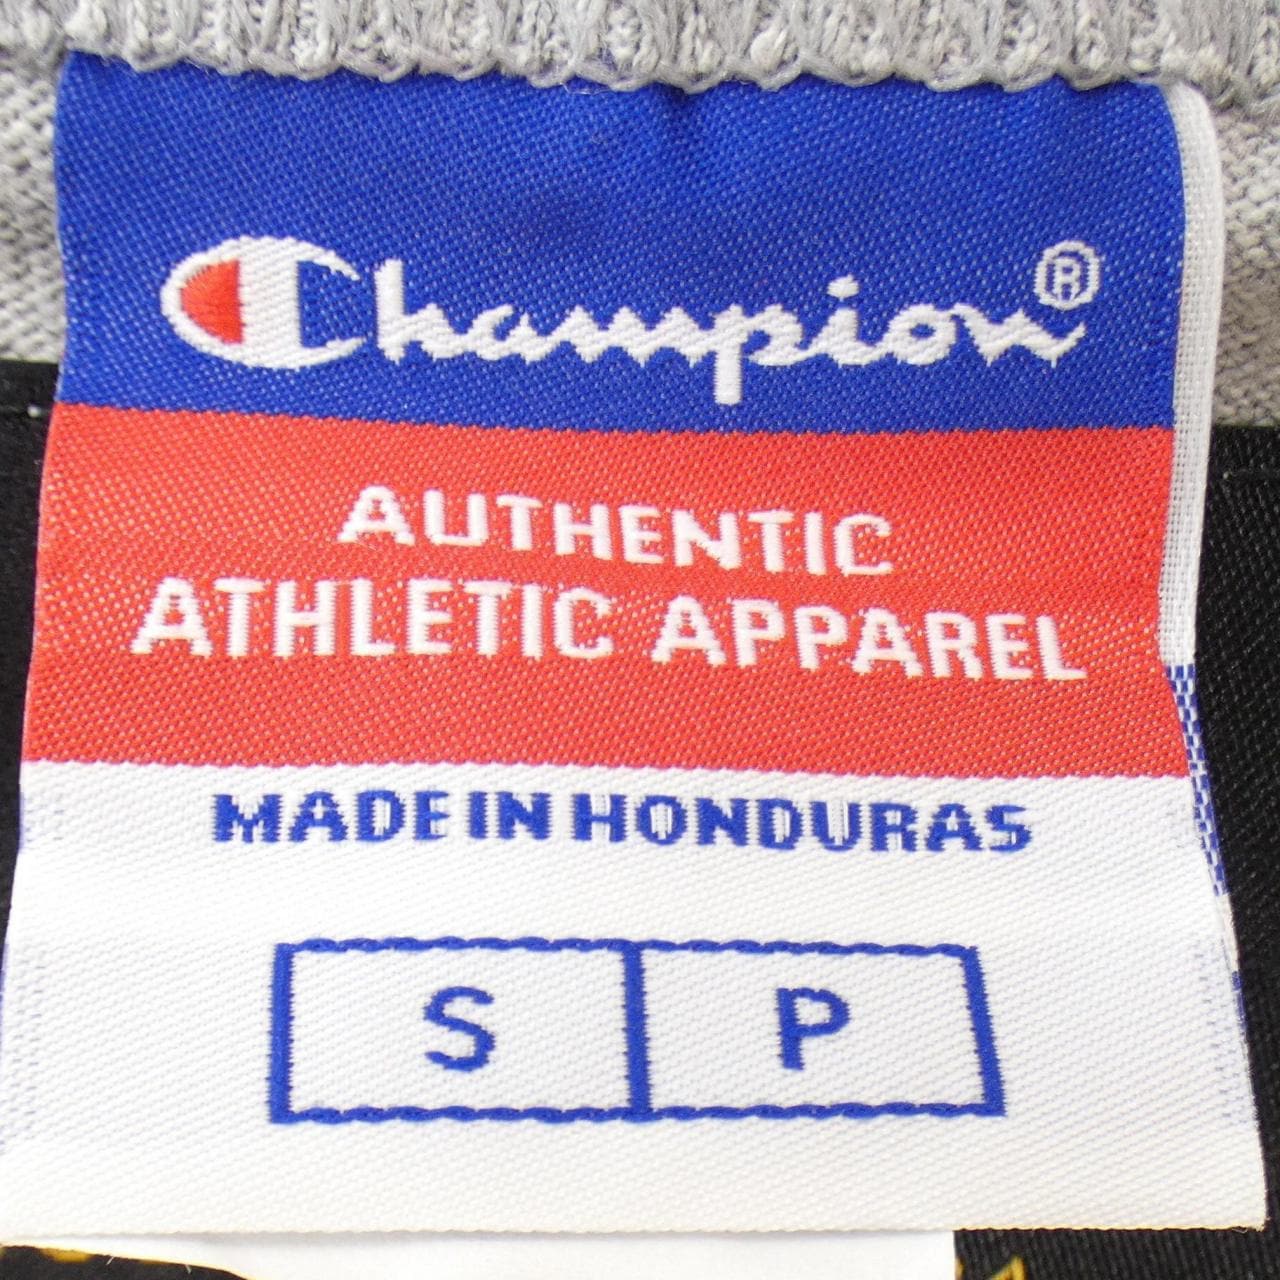 Champion®
AUTHENTIC
ATHLETIC APPAREL
MADE IN HONDURAS
S P